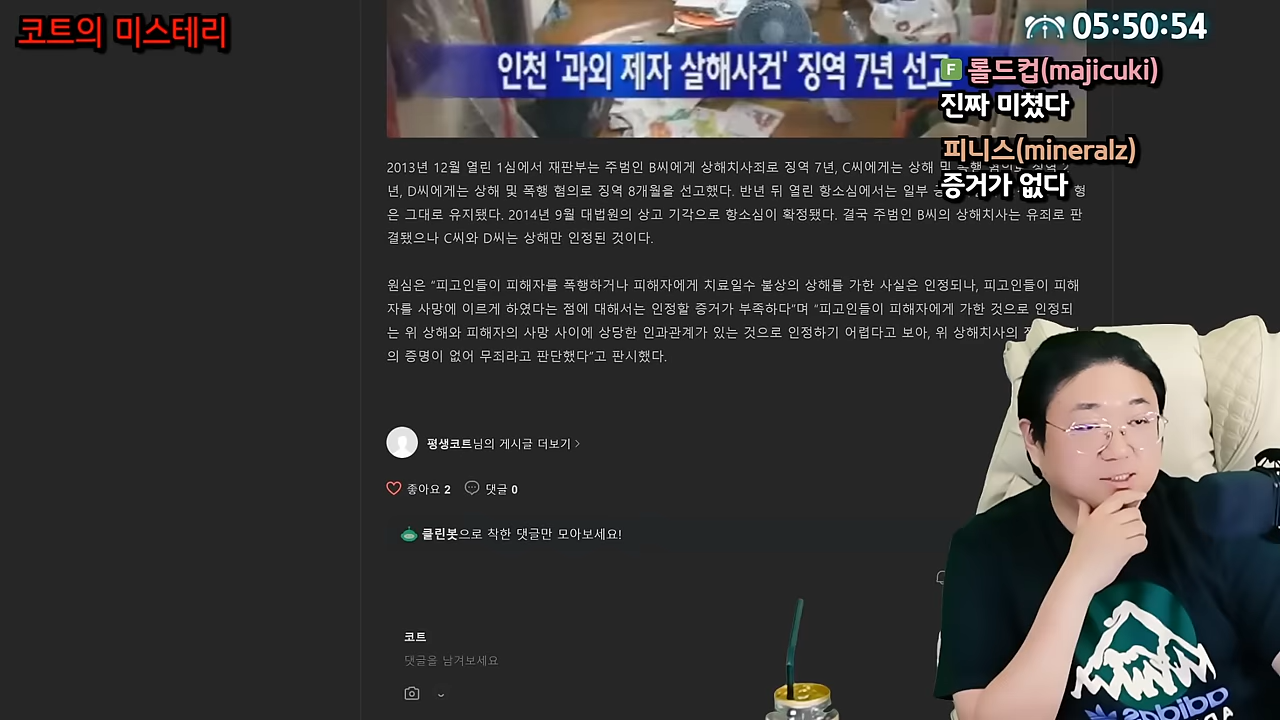 코트의 미스테리
05:50:54
인천 '과외 제자 살해사건' 징역 7년 선고
F 롤드컵(majicuki)
진짜 미쳤다
피니스(mineralz)
증거가 없다
2013년 12월 열린 1심에서 재판부는 주범인 B씨에게 상해치사죄로 징역 7년, C씨에게는 상해 및 폭행 혐의로 징역
년, D씨에게는 상해 및 폭행 혐의로 징역 8개월을 선고했다. 반년 뒤 열린 항소심에서는 일부 형
은 그대로 유지됐다. 2014년 9월 대법원의 상고 기각으로 항소심이 확정됐다. 결국 주범인 B씨의 상해치사는 유죄로 판
결됐으나 C씨와 D씨는 상해만 인정된 것이다.
원심은 “피고인들이 피해자를 폭행하거나 피해자에게 치료일수 불상의 상해를 가한 사실은 인정되나, 피고인들이 피해
자를 사망에 이르게 하였다는 점에 대해서는 인정할 증거가 부족하다”며 “피고인들이 피해자에게 가한 것으로 인정되
는 위 상해와 피해자의 사망 사이에 상당한 인과관계가 있는 것으로 인정하기 어렵다고 보아, 위 상해치사의
의 증명이 없어 무죄라고 판단했다”고 판시했다.
평생코트님의 게시글 더보기 >
좋아요 2 댓글 0
클린봇으로 착한 댓글만 모아보세요!
코트
댓글을 남겨보세요